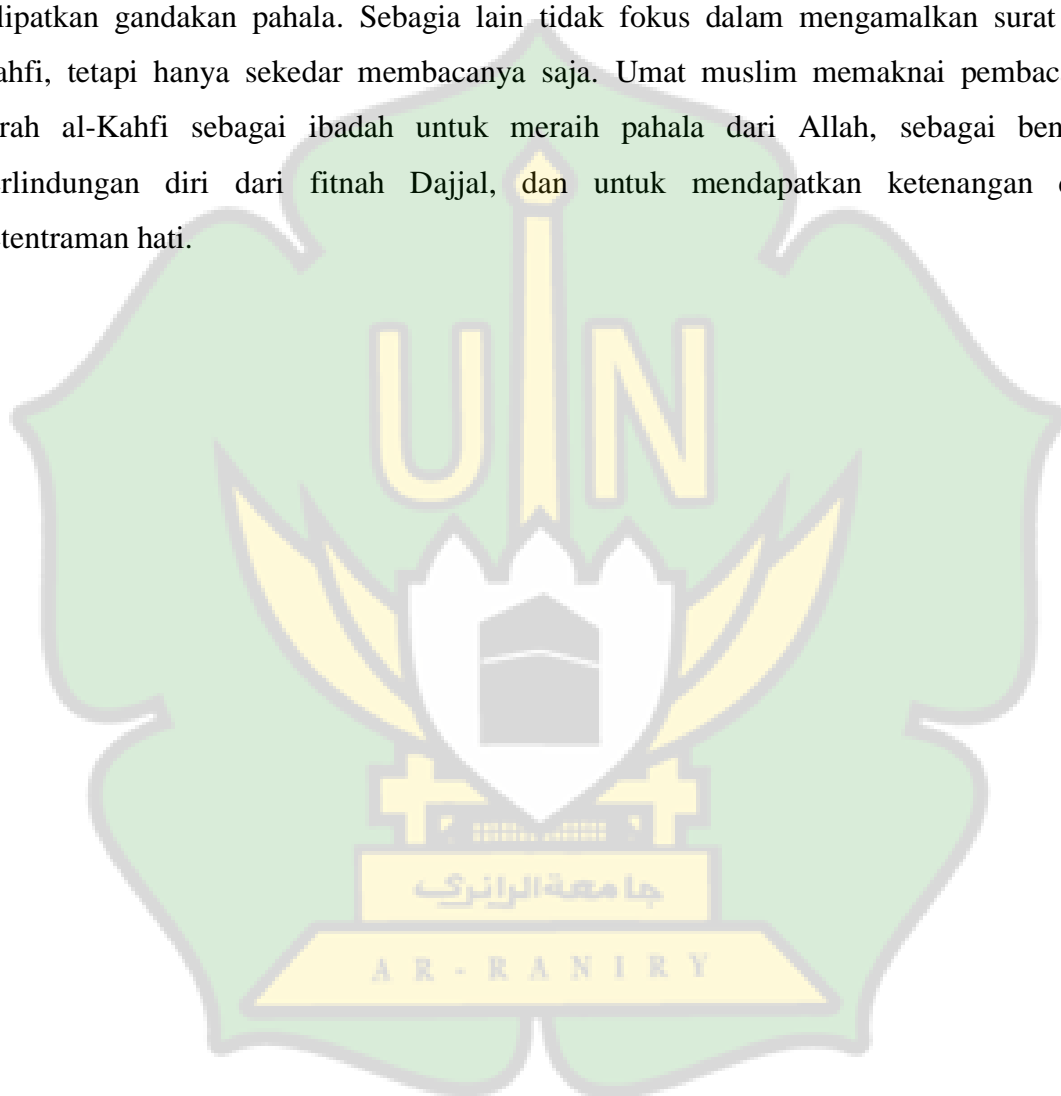 lipatkan gandakan pahala. Sebagia lain tidak fokus dalam mengamalkan surat
ahfi, tetapi hanya sekedar membacanya saja. Umat muslim memaknai pembac
rah al-Kahfi sebagai ibadah untuk meraih pahala dari Allah, sebagai ben
rlindungan diri dari fitnah Dajjal, dan untuk mendapatkan ketenangan
tentraman hati.
UIN
جامعة الرانري
AR-RANIRY